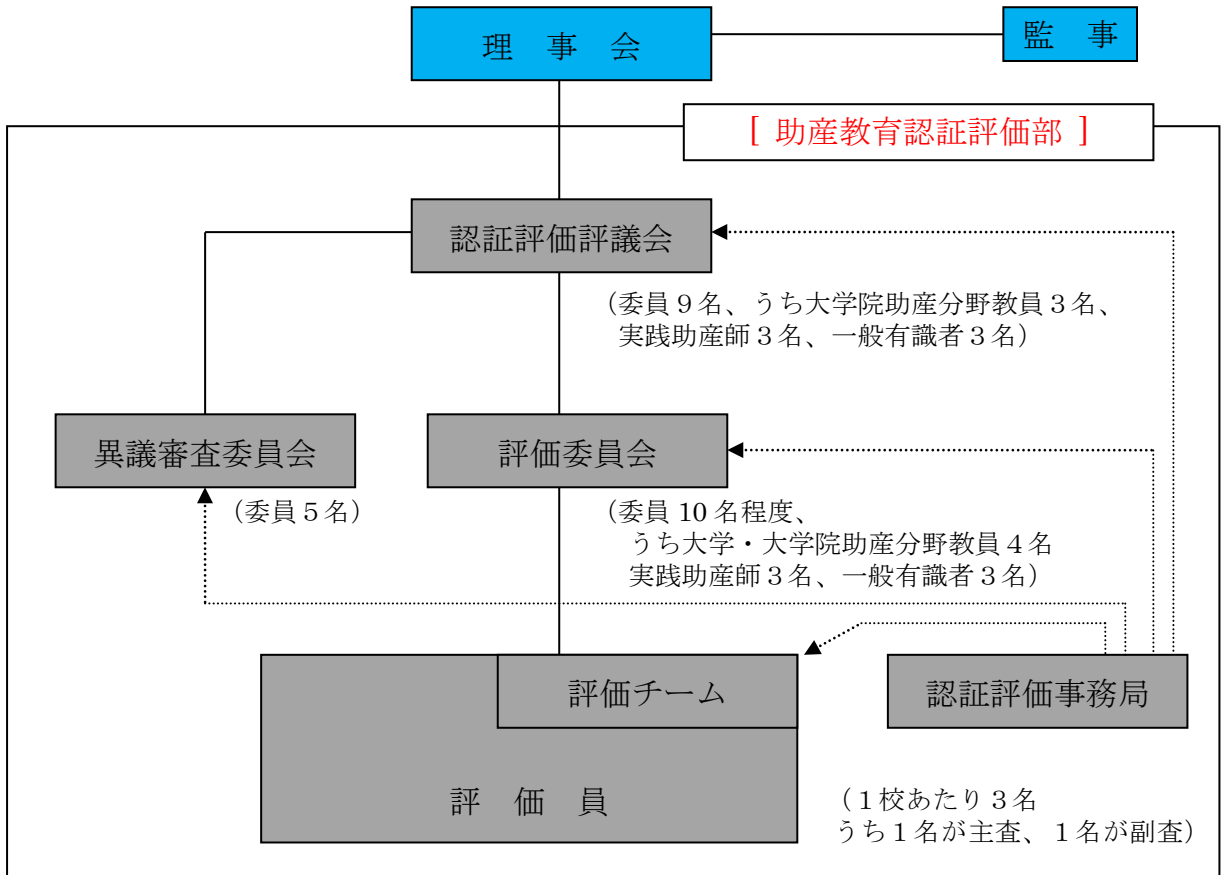 理 事 会
監 事
[ 助産教育認証評価部 ]
認証評価評議会
（委員９名、うち大学院助産分野教員３名、
実践助産師３名、一般有識者３名）
異議審査委員会
（委員５名）
評価委員会
（委員 10 名程度、
うち大学・大学院助産分野教員４名
実践助産師３名、一般有識者３名）
評価チーム
認証評価事務局
評 価 員
（１校あたり３名
うち１名が主査、１名が副査）